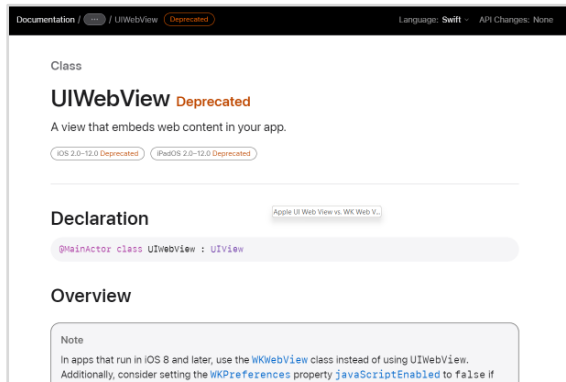 Documentation / ··· / UIWebView Deprecated Language: Swift API Changes: None
Class
UIWebView Deprecated
A view that embeds web content in your app.
iOS 2.0–12.0 Deprecated iPadOS 2.0–12.0 Deprecated
Declaration
Apple UI Web View vs. WK Web V...
@MainActor class UIWebView : UIView
Overview
Note
In apps that run in iOS 8 and later, use the WKWebView class instead of using UIWebView.
Additionally, consider setting the WKPreferences property javaScriptEnabled to false if